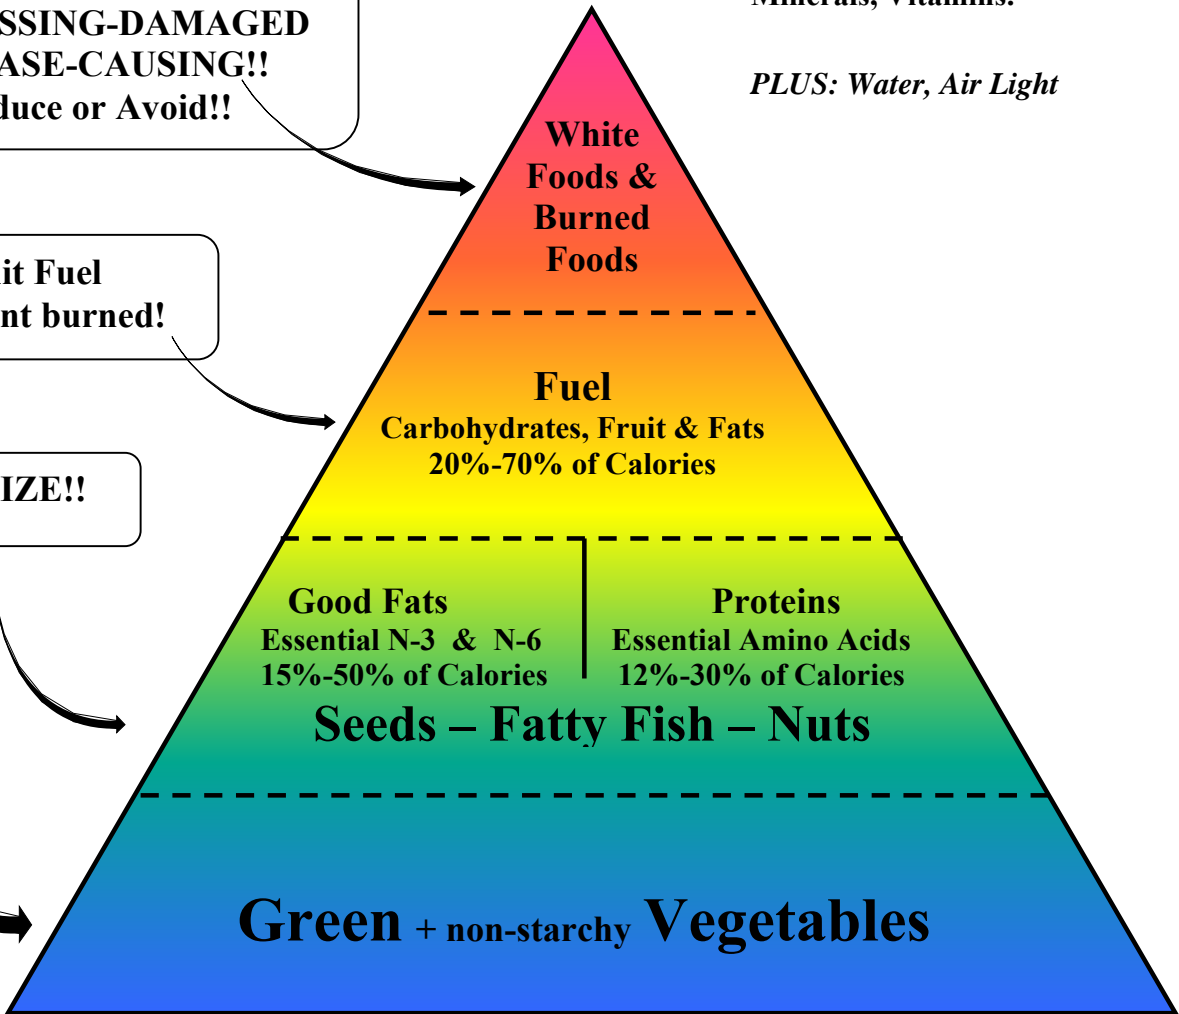 SSING-DAMAGED
ASE-CAUSING!!
duce or Avoid!!
Minerals, Vitamins.
PLUS: Water, Air Light
White
Foods &
Burned
Foods
it Fuel
nt burned!
Fuel
Carbohydrates, Fruit & Fats
20%-70% of Calories
IZE!!
Good Fats
Essential N-3 & N-6
15%-50% of Calories
Proteins
Essential Amino Acids
12%-30% of Calories
Seeds – Fatty Fish – Nuts
Green + non-starchy Vegetables